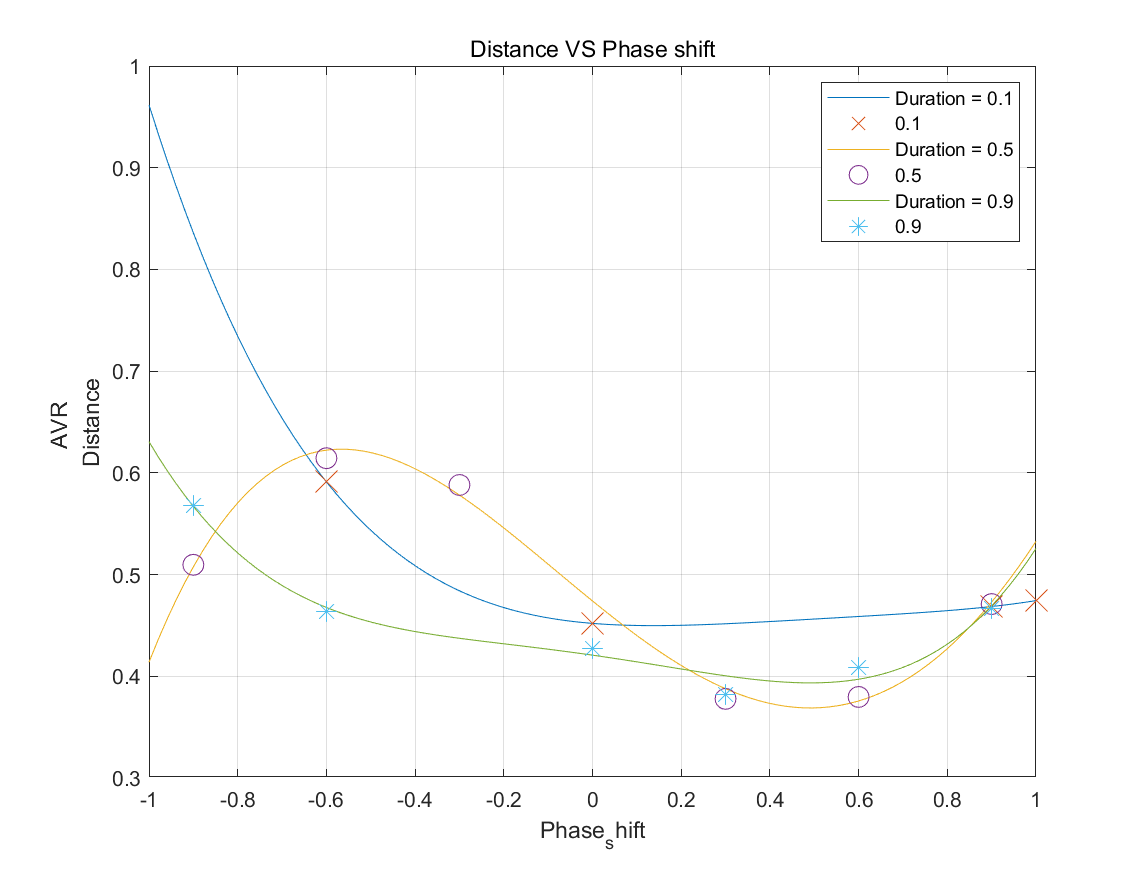 Distance VS Phase shift
1
0.9
0.8
0.7
0.6
0.5
0.4
0.3
AVR
Distance
Duration = 0.1
0.1
Duration = 0.5
0.5
Duration = 0.9
0.9
-1 -0.8 -0.6 -0.4 -0.2 0 0.2 0.4 0.6 0.8 1
Phase_shift